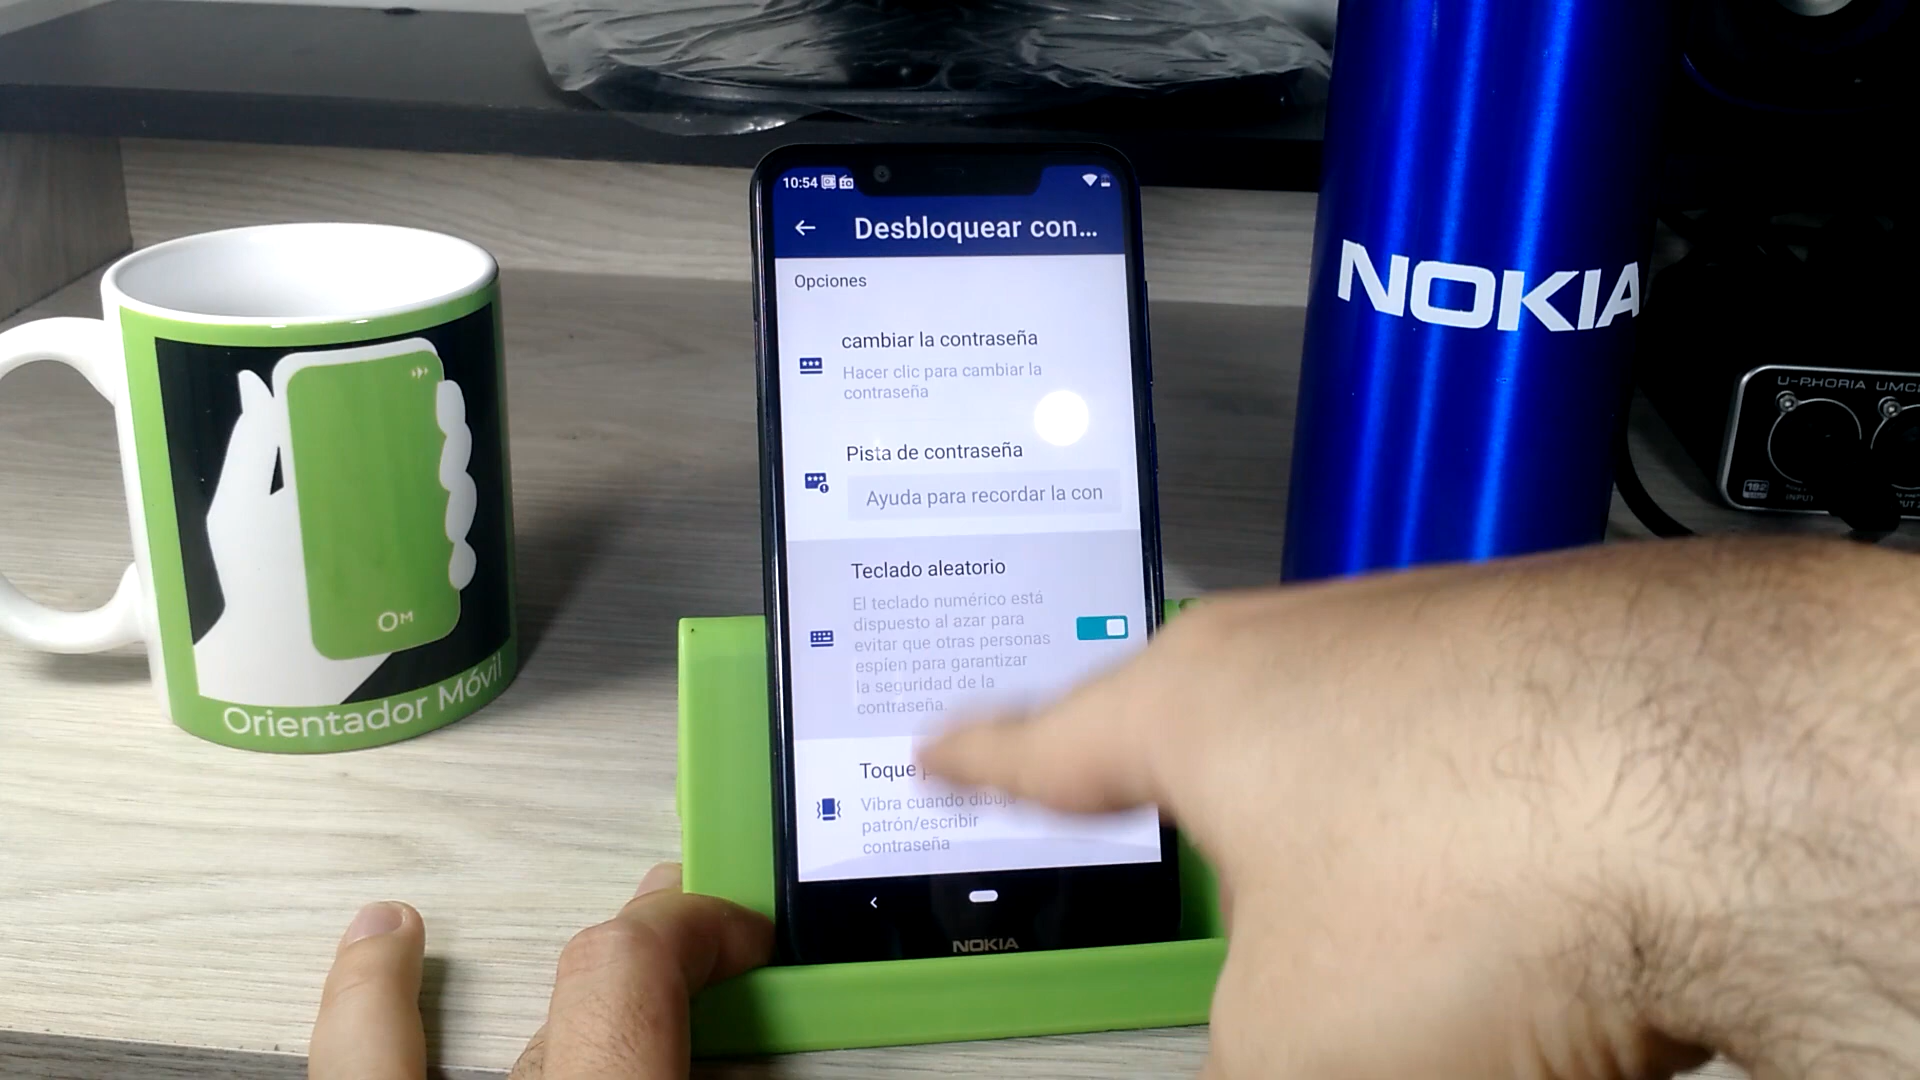 10:54
Desbloquear con...
Opciones
cambiar la contraseña
Hacer clic para cambiar la
contraseña
Pista de contraseña
Ayuda para recordar la con
Teclado aleatorio
El teclado numérico está
dispuesto al azar para
evitar que otras personas
espíen para garantizar
la seguridad de la
contraseña.
Toque
Vibra cuando dibuja
patrón/escribir
contraseña
NOKIA
OM
Orientador Móvil
NOKIA
U-PHORIA UMC
192
INPUT